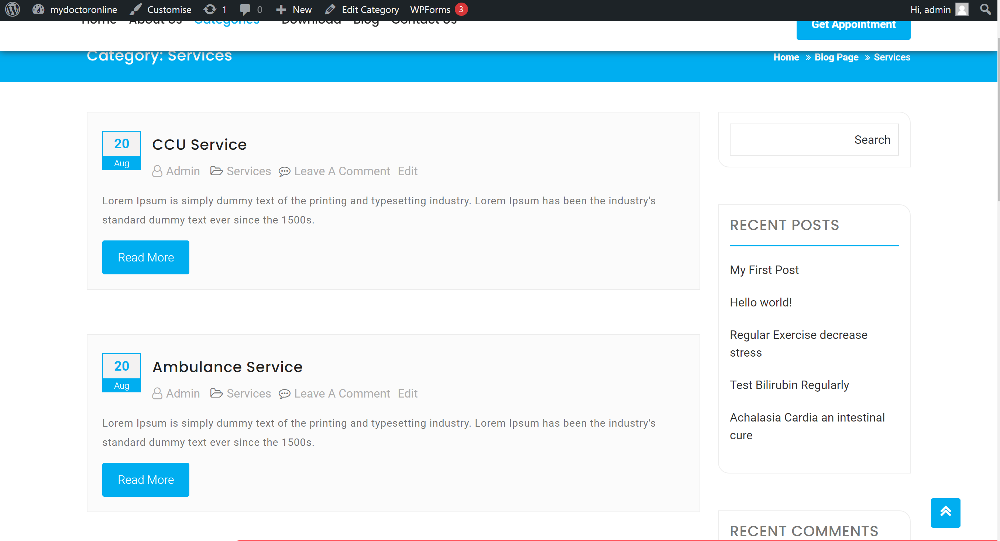 mydoctoronline Customise 1 0 New Edit Category WPForms 3 Hi, admin
Home About Us Categories Download Blog Contact Us Get Appointment
Category: Services
Home » Blog Page » Services
20
Aug
CCU Service
Admin Services Leave A Comment Edit
Lorem Ipsum is simply dummy text of the printing and typesetting industry. Lorem Ipsum has been the industry's
standard dummy text ever since the 1500s.
Read More
20
Aug
Ambulance Service
Admin Services Leave A Comment Edit
Lorem Ipsum is simply dummy text of the printing and typesetting industry. Lorem Ipsum has been the industry's
standard dummy text ever since the 1500s.
Read More
Search
RECENT POSTS
My First Post
Hello world!
Regular Exercise decrease
stress
Test Bilirubin Regularly
Achalasia Cardia an intestinal
cure
RECENT COMMENTS